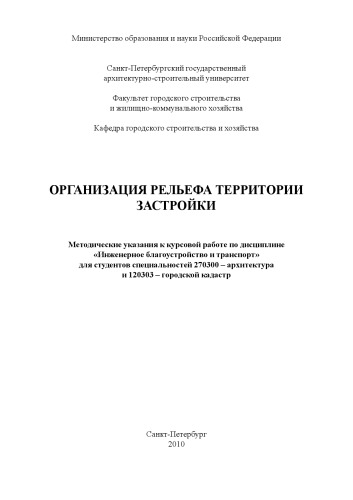 Министерство образования и науки Российской Федерации
Санкт-Петербургский государственный
архитектурно-строительный университет
Факультет городского строительства
и жилищно-коммунального хозяйства
Кафедра городского строительства и хозяйства
ОРГАНИЗАЦИЯ РЕЛЬЕФА ТЕРРИТОРИИ
ЗАСТРОЙКИ
Методические указания к курсовой работе по дисциплине
«Инженерное благоустройство и транспорт»
для студентов специальностей 270300 – архитектура
и 120303 – городской кадастр
Санкт-Петербург
2010